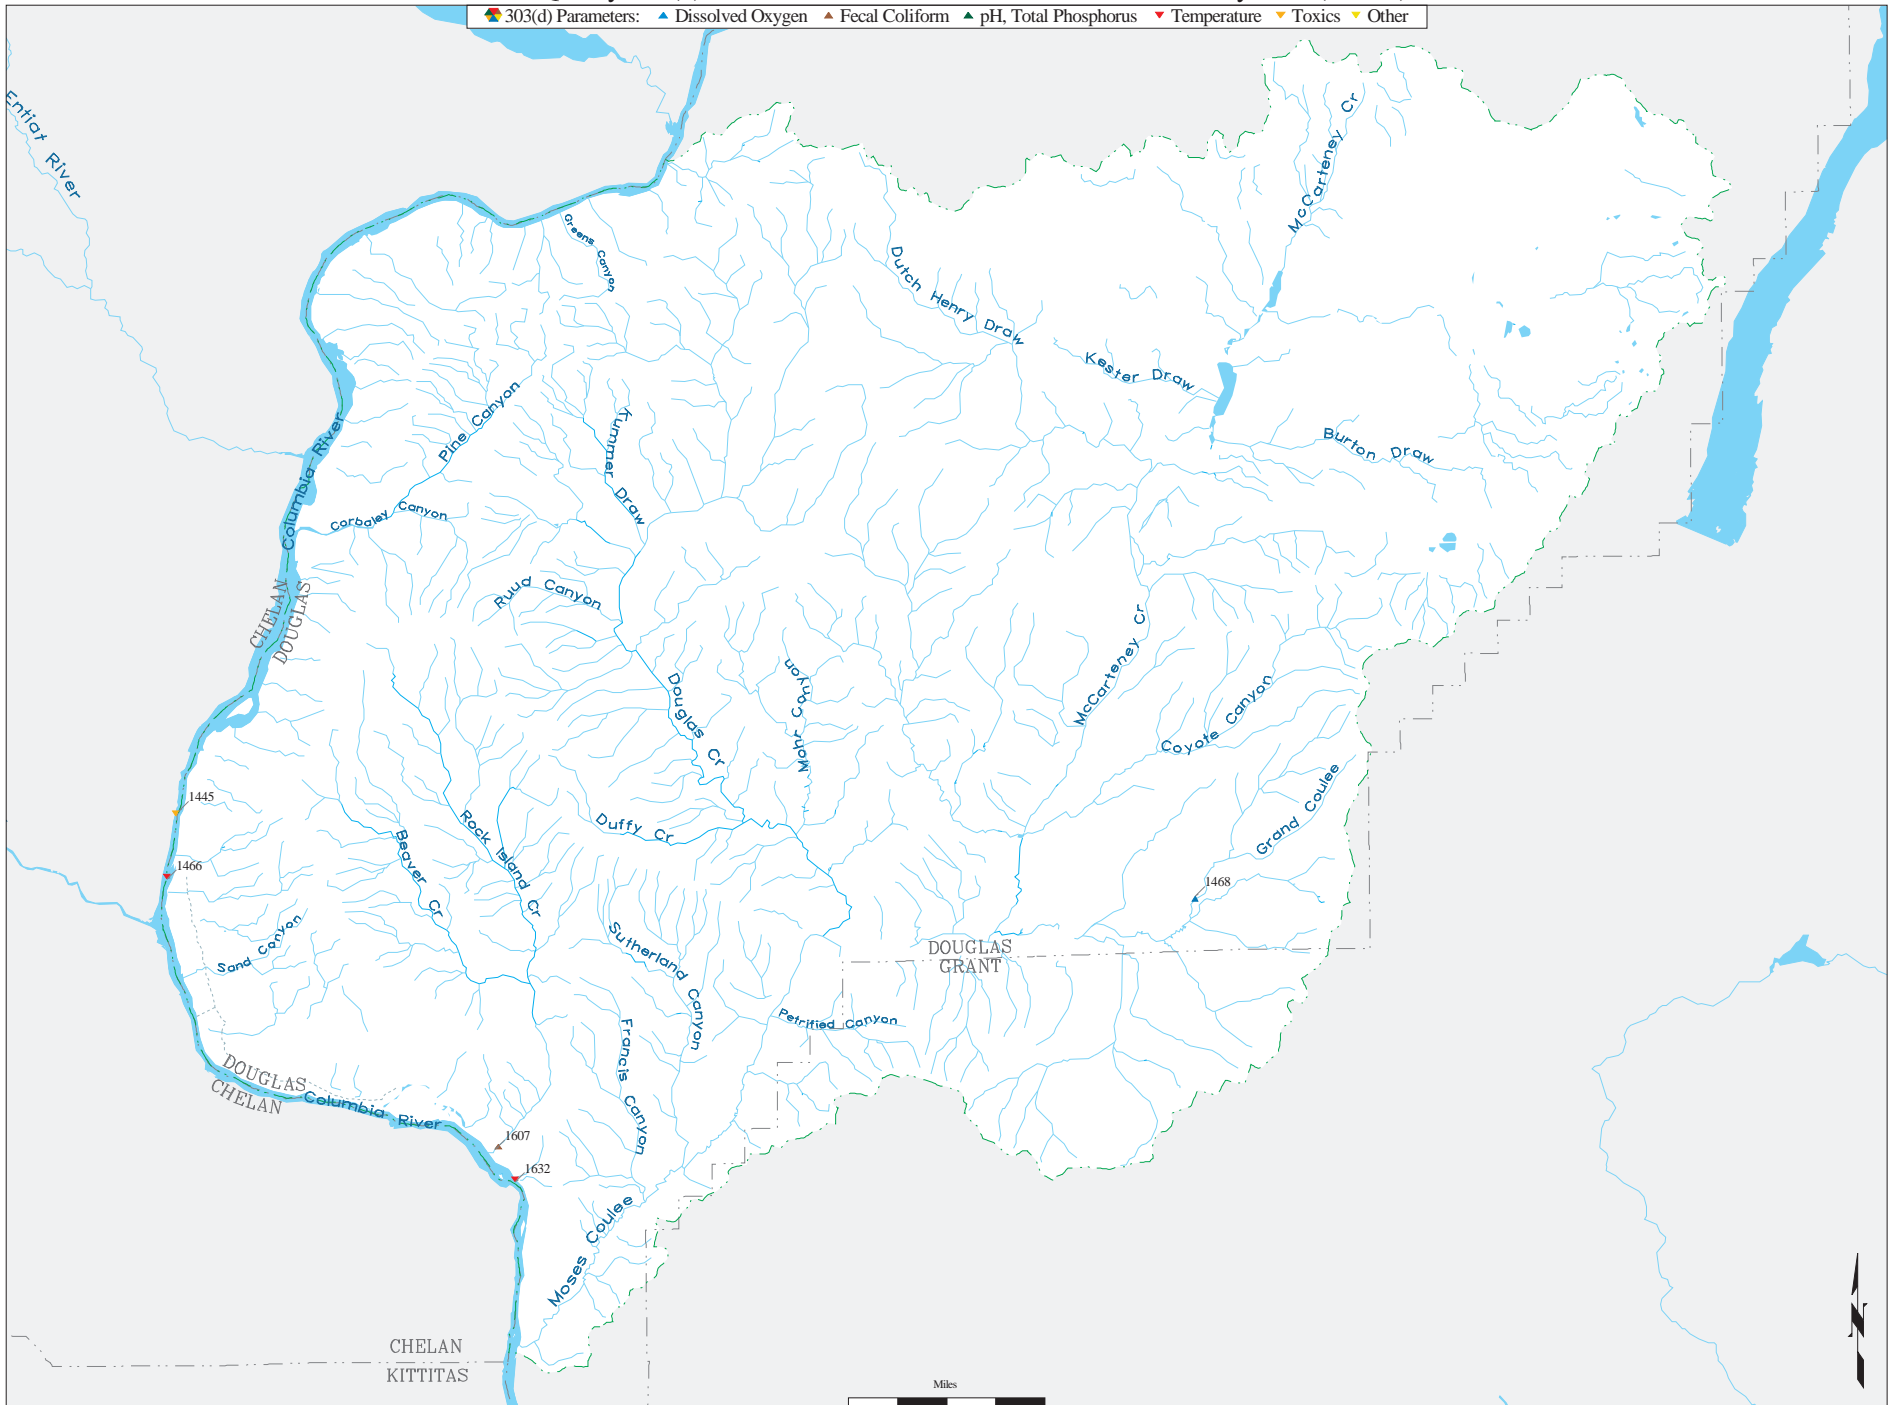 303(d) Parameters: Dissolved Oxygen Fecal Coliform pH, Total Phosphorus Temperature Toxics Other
Entiat River
McCarteney Cr
Greens Canyon
Dutch Henry Draw
Kester Draw
Pine Canyon
Kummer Draw
Columbia River
Burton Draw
Corbaley Canyon
Ruud Canyon
CHELAN
DOUGLAS
McCarteney Cr
Mohr Canyon
Douglas Cr
Coyote Canyon
Grand Coulee
1445
Rock Island Cr
Duffy Cr
Beaver Cr
1466
1468
Sand Canyon
Sutherland Canyon
DOUGLAS
GRANT
Petrified Canyon
Francis Canyon
DOUGLAS
CHELAN
Columbia River
1607
1632
Moses Coulee
N
CHELAN
KITTITAS
Miles